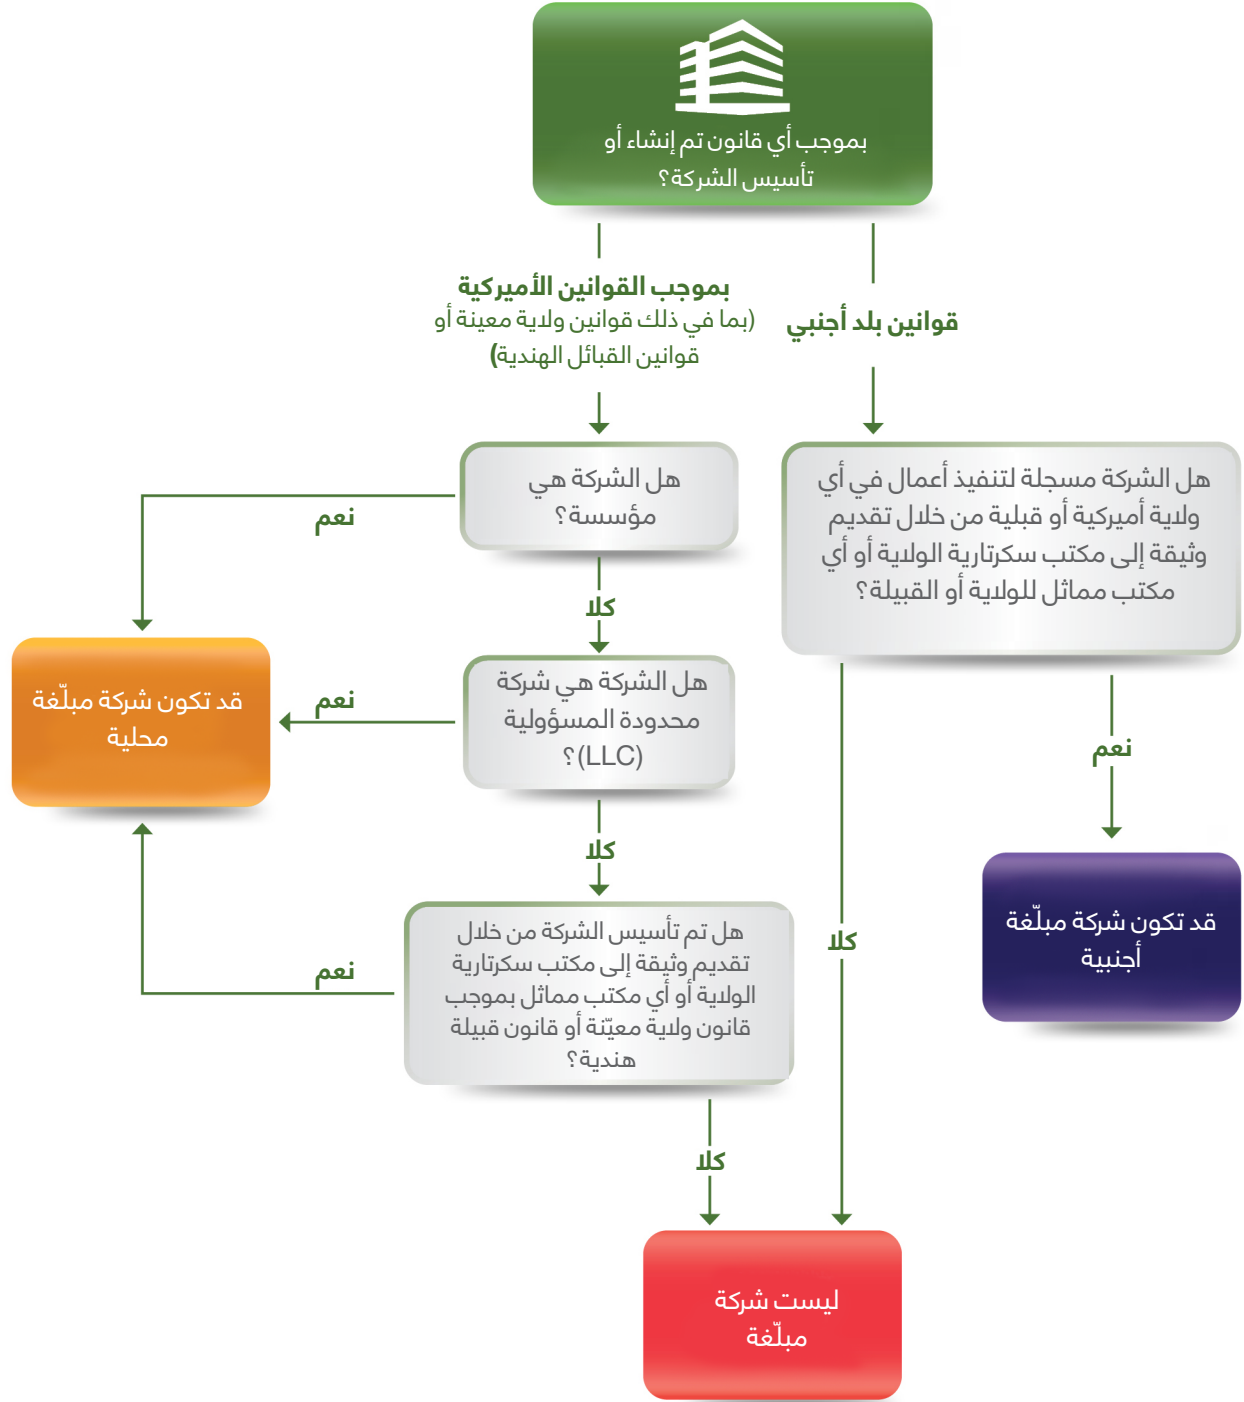 بموجب أي قانون تم إنشاء أو
تأسيس الشركة؟
قوانين بلد أجنبي
بموجب القوانين الأميركية
(بما في ذلك قوانين ولاية معينة أو
قوانين القبائل الهندية)
هل الشركة مسجلة لتنفيذ أعمال في أي
ولاية أميركية أو قبلية من خلال تقديم
وثيقة إلى مكتب سكرتارية الولاية أو أي
مكتب مماثل للولاية أو القبيلة؟
هل الشركة هي
مؤسسة؟
نعم
كلا
هل الشركة هي شركة
محدودة المسؤولية
(LLC)؟
نعم
قد تكون شركة مبلّغة
محلية
نعم
كلا
قد تكون شركة مبلّغة
أجنبية
كلا
هل تم تأسيس الشركة من خلال
تقديم وثيقة إلى مكتب سكرتارية
الولاية أو أي مكتب مماثل بموجب
قانون ولاية معيّنة أو قانون قبيلة
هندية؟
نعم
كلا
ليست شركة
مبلّغة